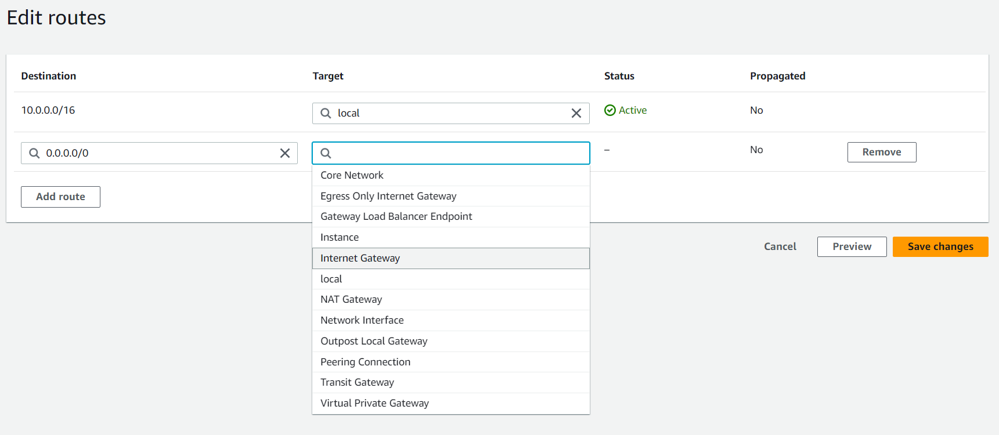 Edit routes
Destination Target Status Propagated
10.0.0.0/16 local Active No
0.0.0.0/0 – No Remove
Core Network
Egress Only Internet Gateway
Add route
Gateway Load Balancer Endpoint
Instance
Cancel Preview Save changes
Internet Gateway
local
NAT Gateway
Network Interface
Outpost Local Gateway
Peering Connection
Transit Gateway
Virtual Private Gateway